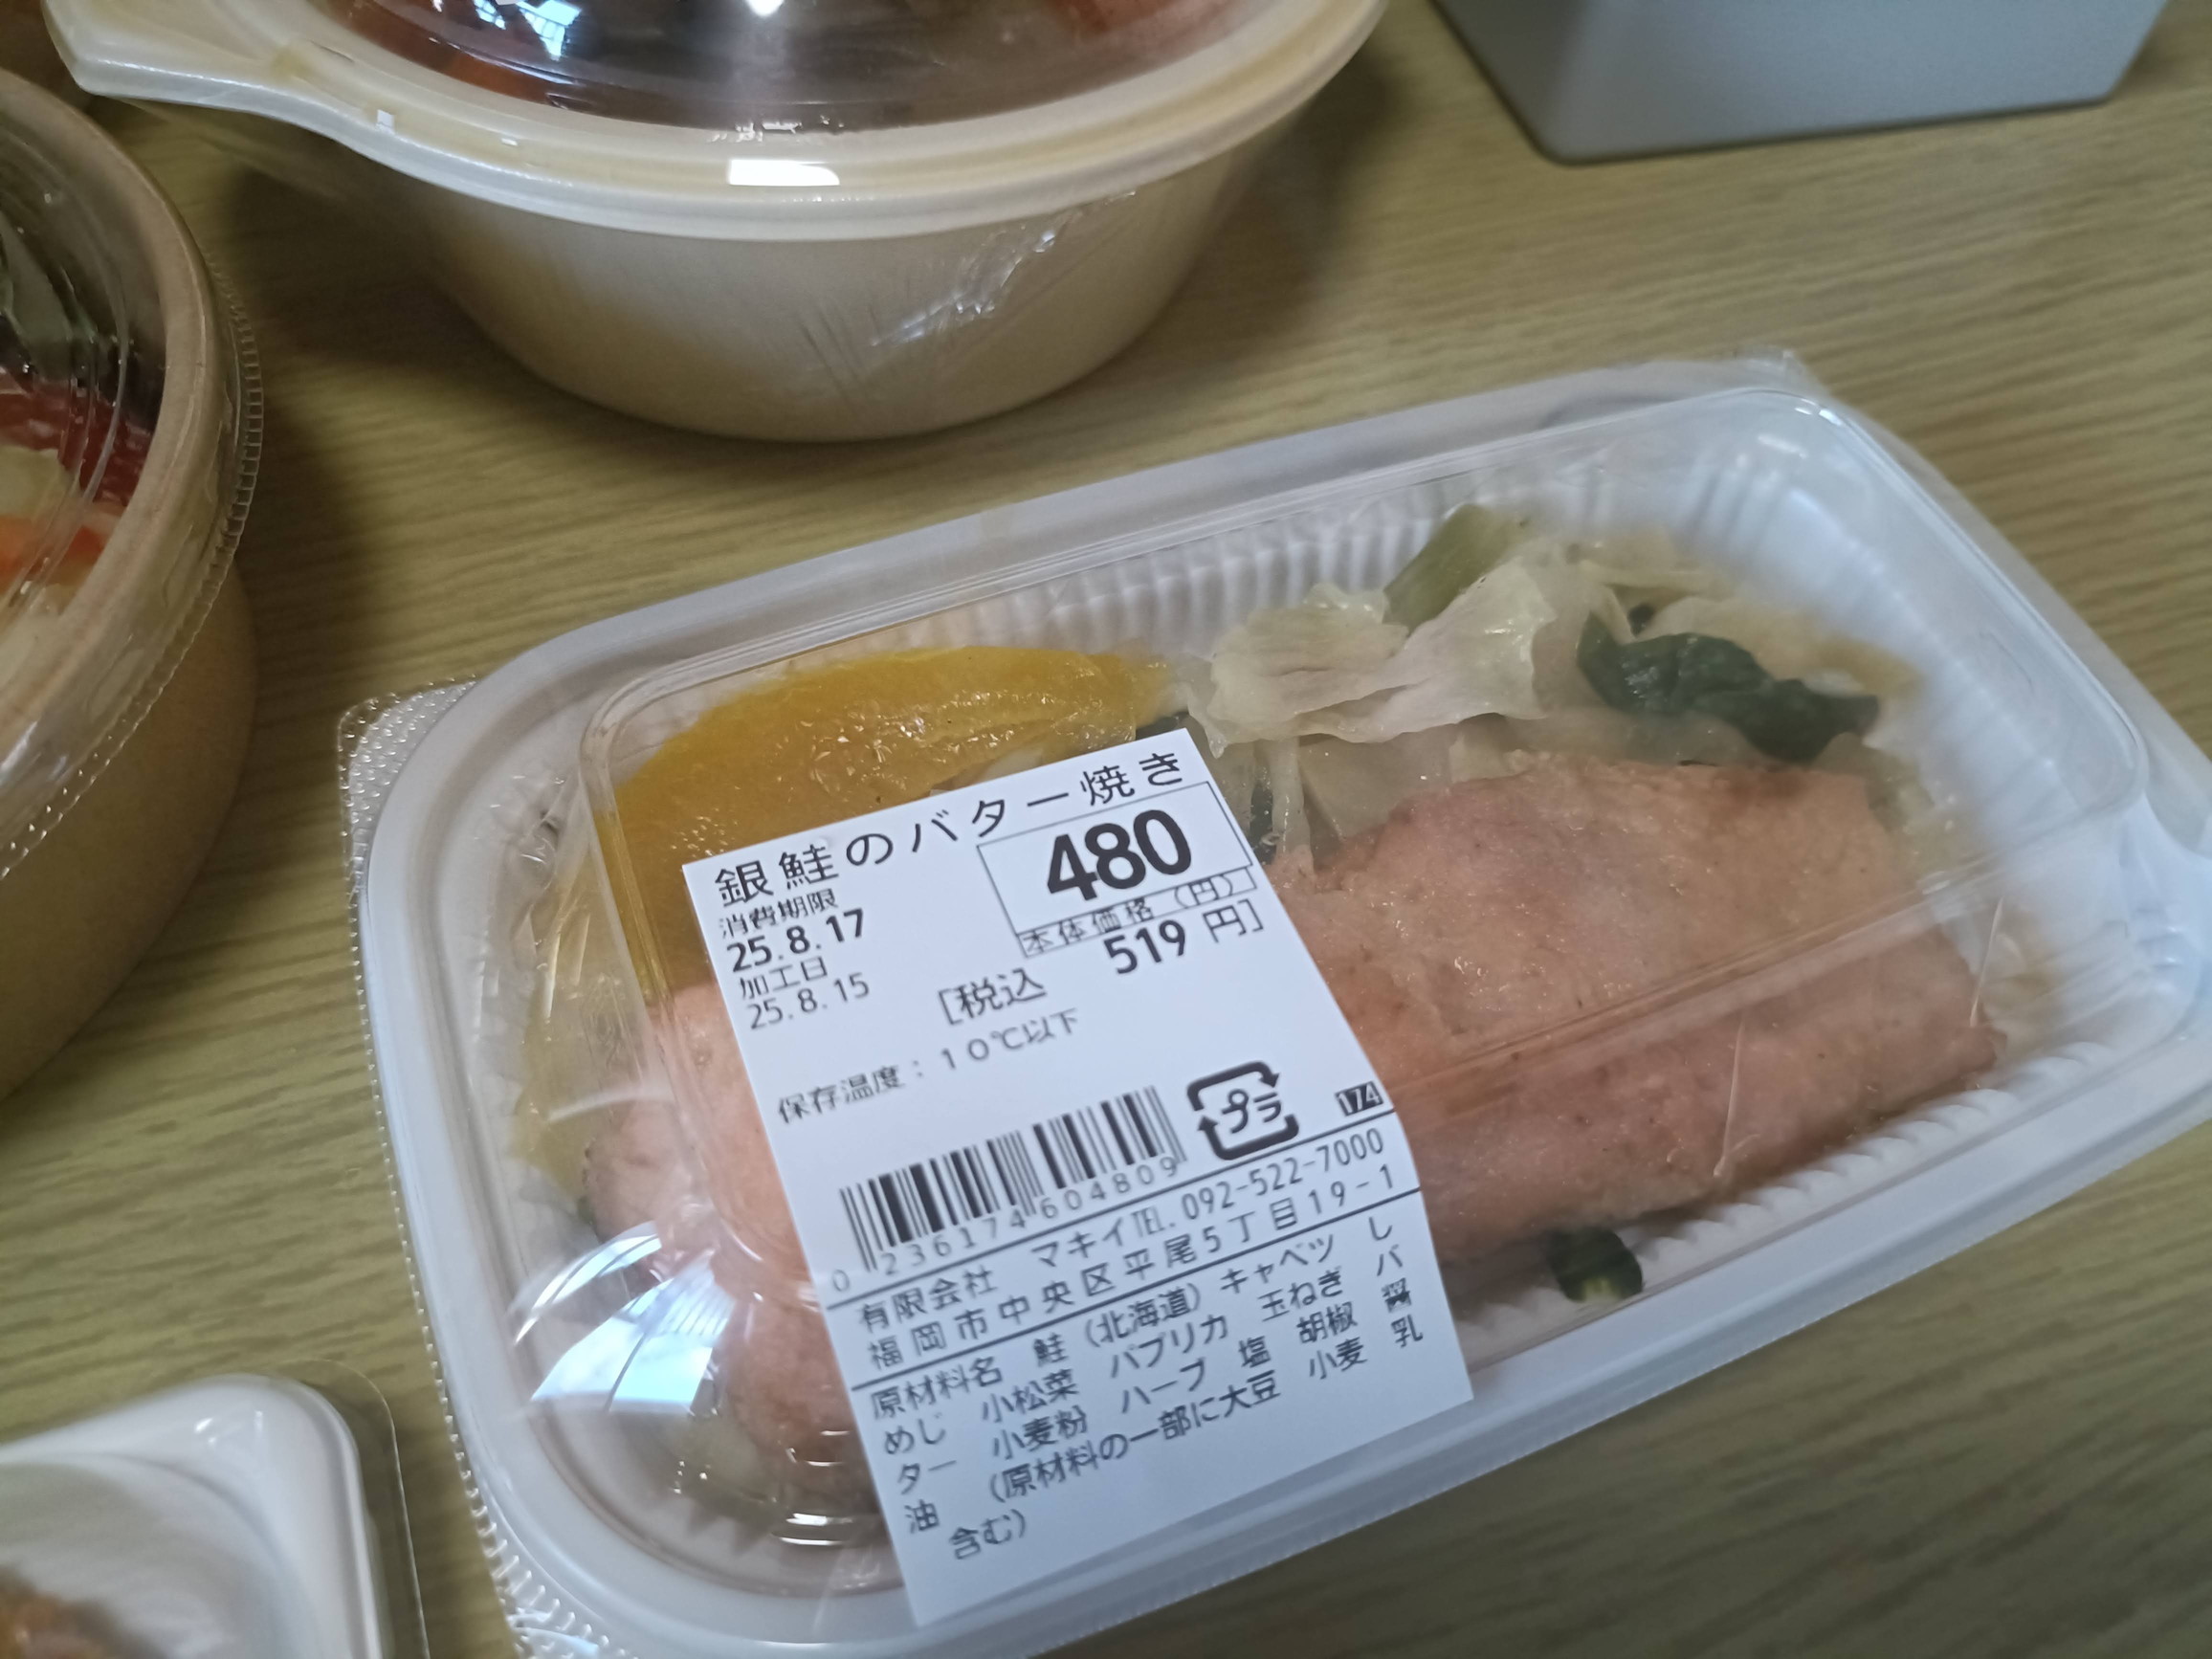 銀鮭のバター焼き
消費期限
25.8.17
480
本体価格(円)
加工日
25.8.15
[税込 519円]
保存温度:10℃以下
プラ
174
0 236174 604809
有限会社 マキイ TEL.092-522-7000
福岡市中央区平尾5丁目19-1
原材料名 鮭(北海道) キャベツ し
めじ 小松菜 パプリカ 玉ねぎ バ
ター 小麦粉 ハーブ 塩 胡椒 醤
油 (原材料の一部に大豆 小麦 乳
含む)